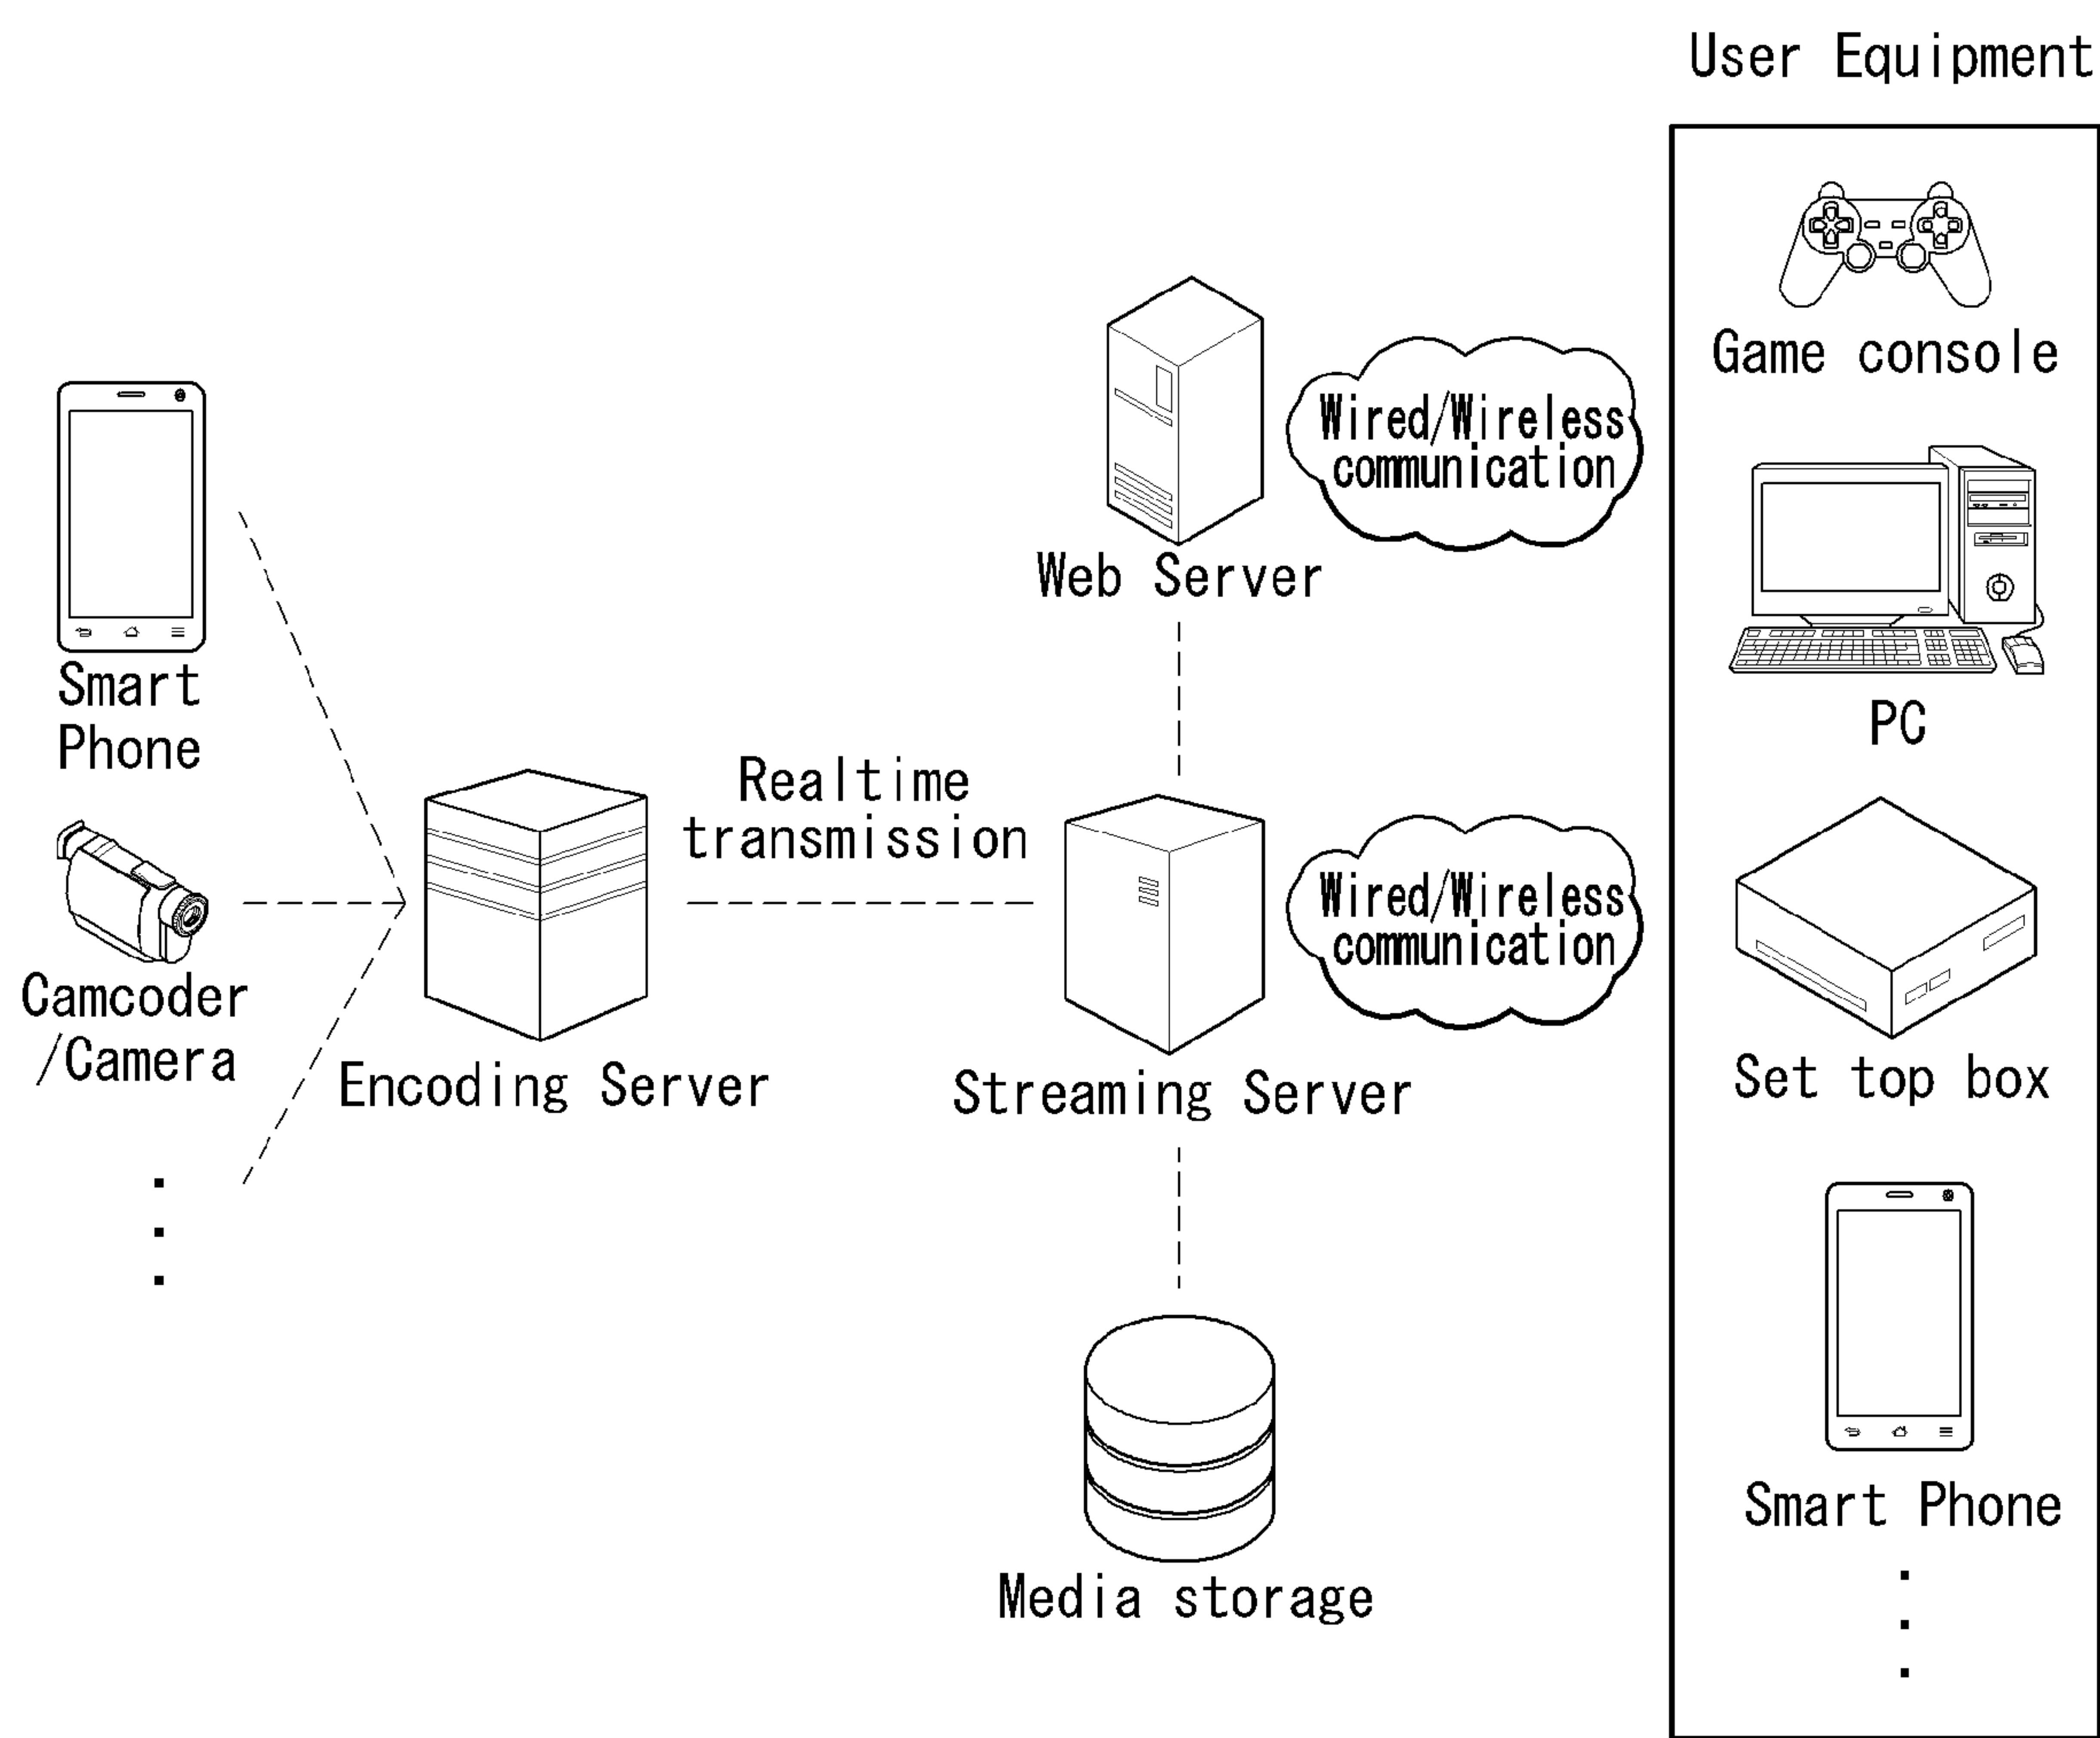 User Equipment
Game console
Wired/Wireless
communication
Web Server
PC
Smart
Phone
Realtime
transmission
Wired/Wireless
communication
Camcoder
/Camera
Encoding Server
Streaming Server
Set top box
Smart Phone
Media storage